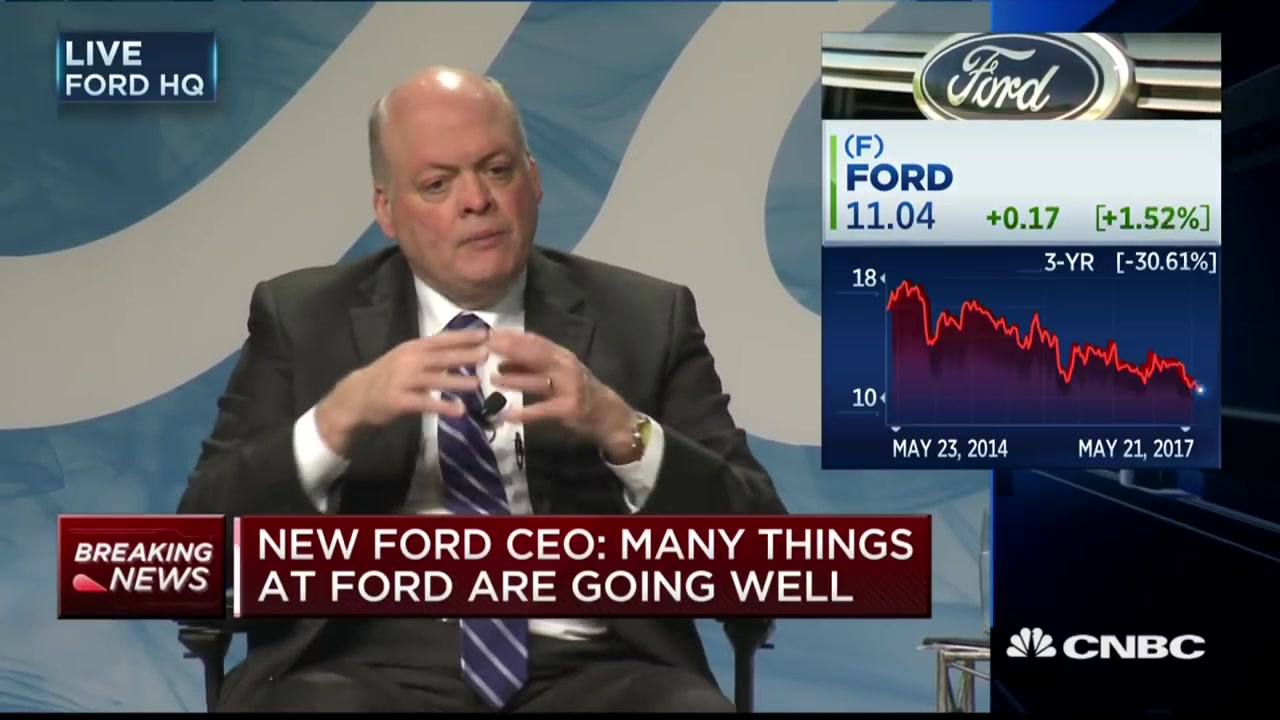 LIVE
FORD HQ
Ford
(F)
FORD
11.04 +0.17 [+1.52%]
3-YR [-30.61%]
18
10
MAY 23, 2014 MAY 21, 2017
BREAKING
NEWS
NEW FORD CEO: MANY THINGS
AT FORD ARE GOING WELL
CNBC